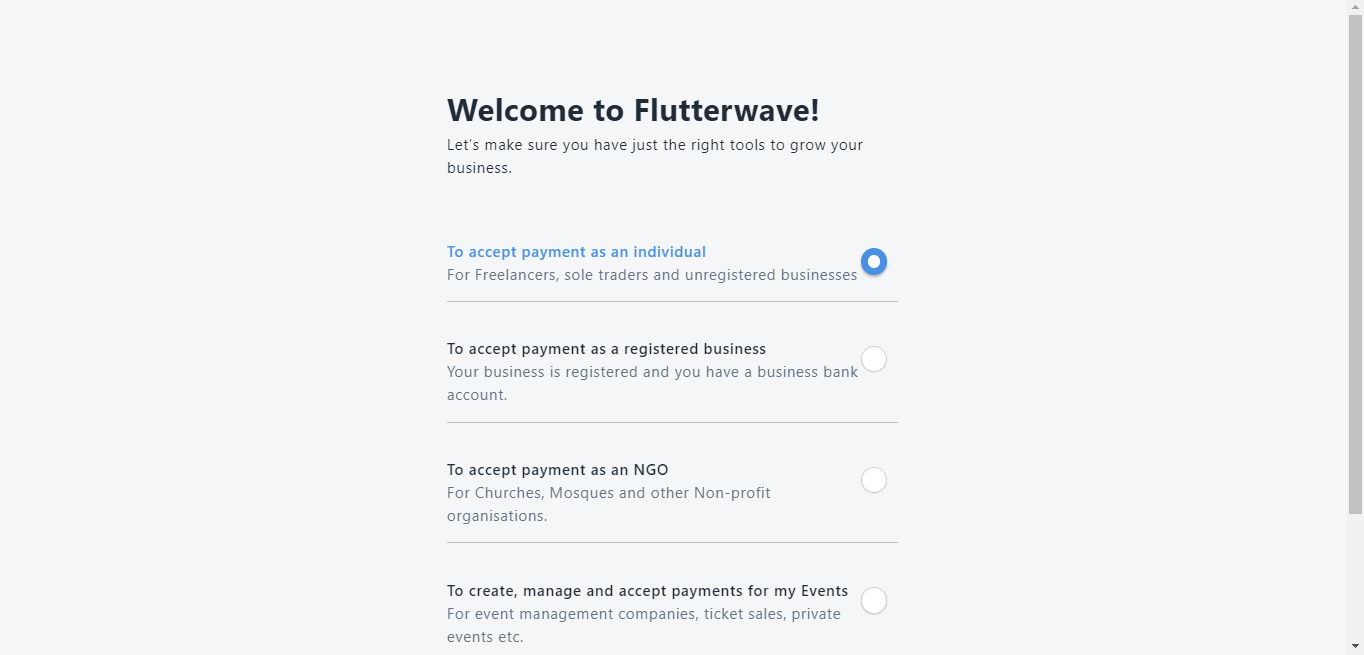 Welcome to Flutterwave!
Let’s make sure you have just the right tools to grow your
business.
To accept payment as an individual
For Freelancers, sole traders and unregistered businesses
To accept payment as a registered business
Your business is registered and you have a business bank
account.
To accept payment as an NGO
For Churches, Mosques and other Non-profit
organisations.
To create, manage and accept payments for my Events
For event management companies, ticket sales, private
events etc.